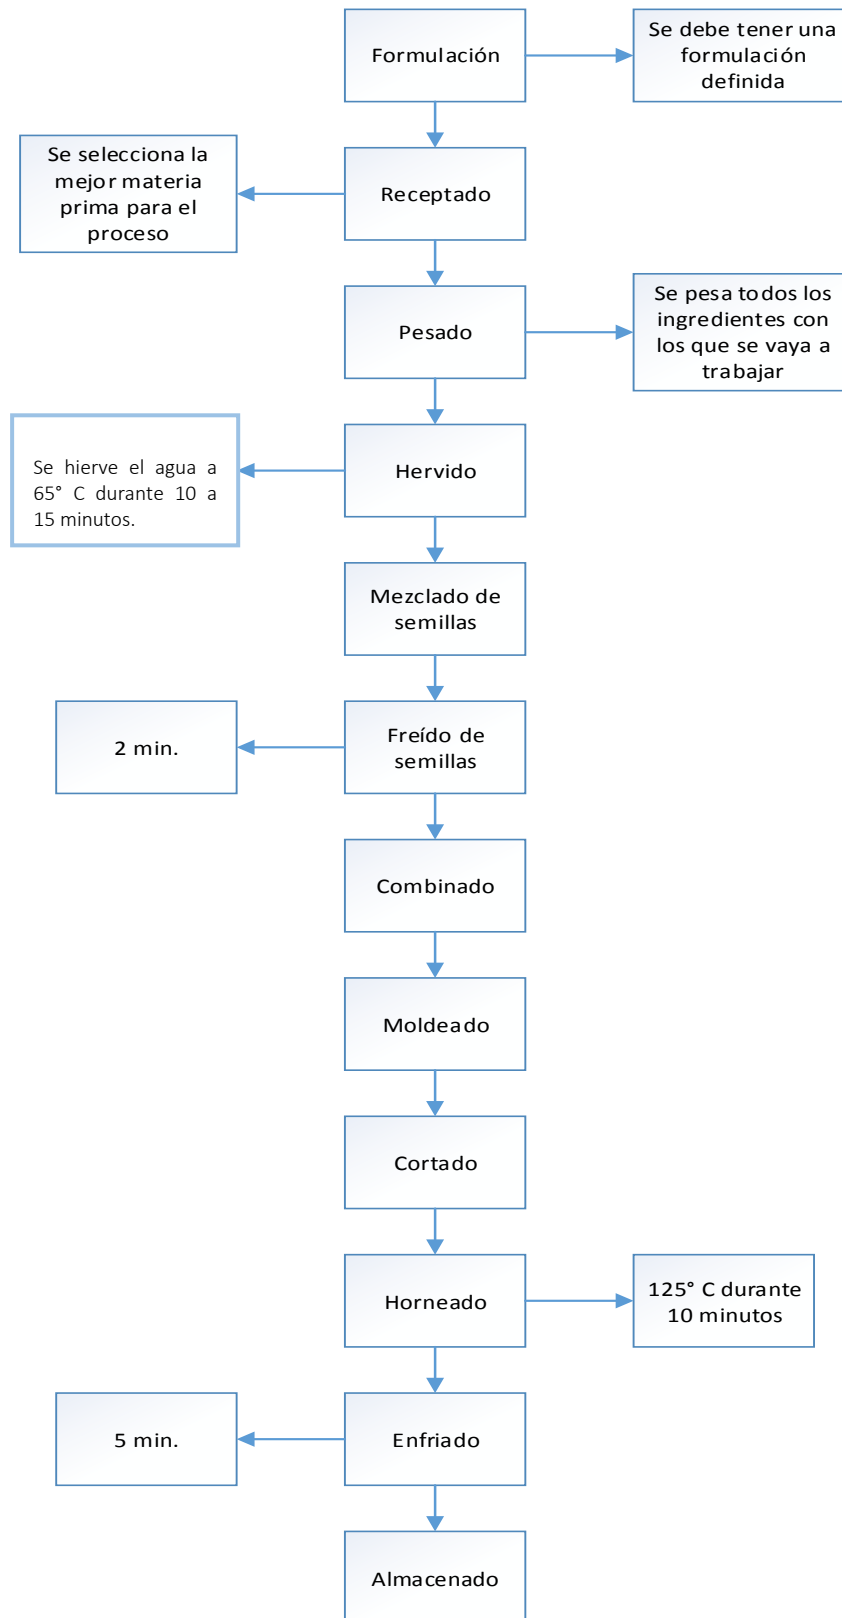 Formulación
Se debe tener una
formulación
definida
Se selecciona la
mejor materia
prima para el
proceso
Receptado
Pesado
Se pesa todos los
ingredientes con
los que se vaya a
trabajar
Se hierve el agua a
65° C durante 10 a
15 minutos.
Hervido
Mezclado de
semillas
2 min.
Freído de
semillas
Combinado
Moldeado
Cortado
Horneado
125° C durante
10 minutos
5 min.
Enfriado
Almacenado